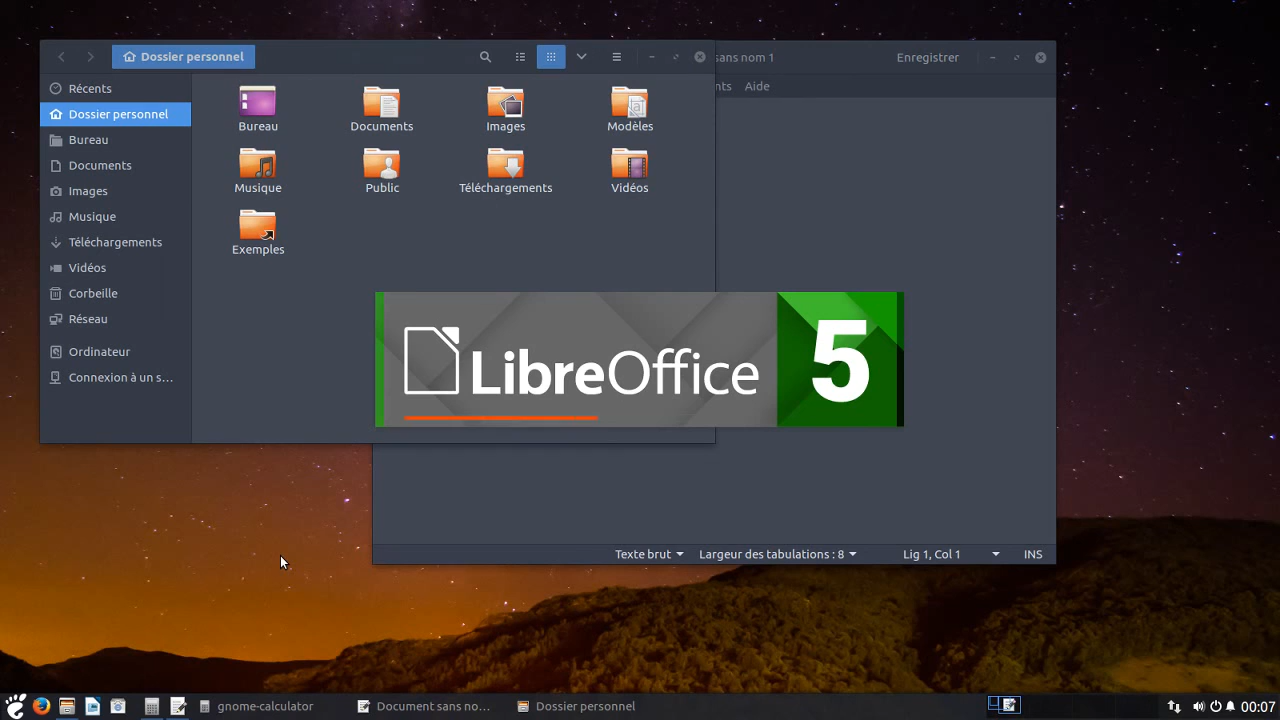 Dossier personnel
sans nom 1
Enregistrer
nts
Aide
Récents
Dossier personnel
Bureau
Documents
Images
Musique
Téléchargements
Vidéos
Corbeille
Réseau
Ordinateur
Connexion à un s...
Bureau
Documents
Images
Modèles
Musique
Public
Téléchargements
Vidéos
Exemples
LibreOffice 5
Texte brut
Largeur des tabulations : 8
Lig 1, Col 1
INS
gnome-calculator
Document sans no...
Dossier personnel
00:07